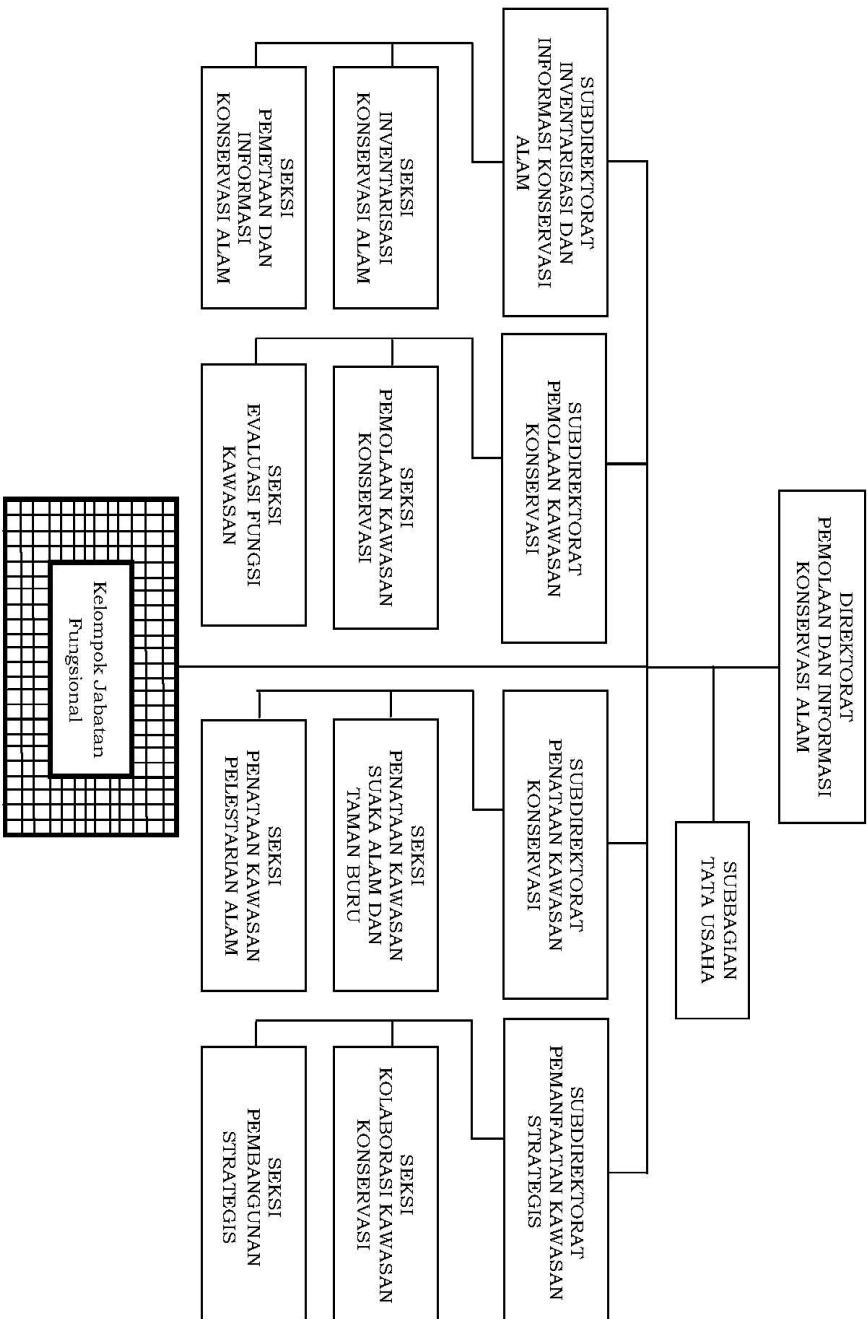 DIREKTORAT
PEMOLAAN DAN INFORMASI
KONSERVASI ALAM
SUBBAGIAN
TATA USAHA
SUBDIREKTORAT
INVENTARISASI DAN
INFORMASI KONSERVASI
ALAM
SUBDIREKTORAT
PEMOLAAN KAWASAN
KONSERVASI
SUBDIREKTORAT
PENATAAN KAWASAN
KONSERVASI
SUBDIREKTORAT
PEMANFAATAN KAWASAN
STRATEGIS
SEKSI
INVENTARISASI
KONSERVASI ALAM
SEKSI
PEMOLAAN KAWASAN
KONSERVASI
SEKSI
PENATAAN KAWASAN
SUAKA ALAM DAN
TAMAN BURU
SEKSI
KOLABORASI KAWASAN
KONSERVASI
SEKSI
PEMETAAN DAN
INFORMASI
KONSERVASI ALAM
SEKSI
EVALUASI FUNGSI
KAWASAN
SEKSI
PENATAAN KAWASAN
PELESTARIAN ALAM
SEKSI
PEMBANGUNAN
STRATEGIS
Kelompok Jabatan
Fungsional